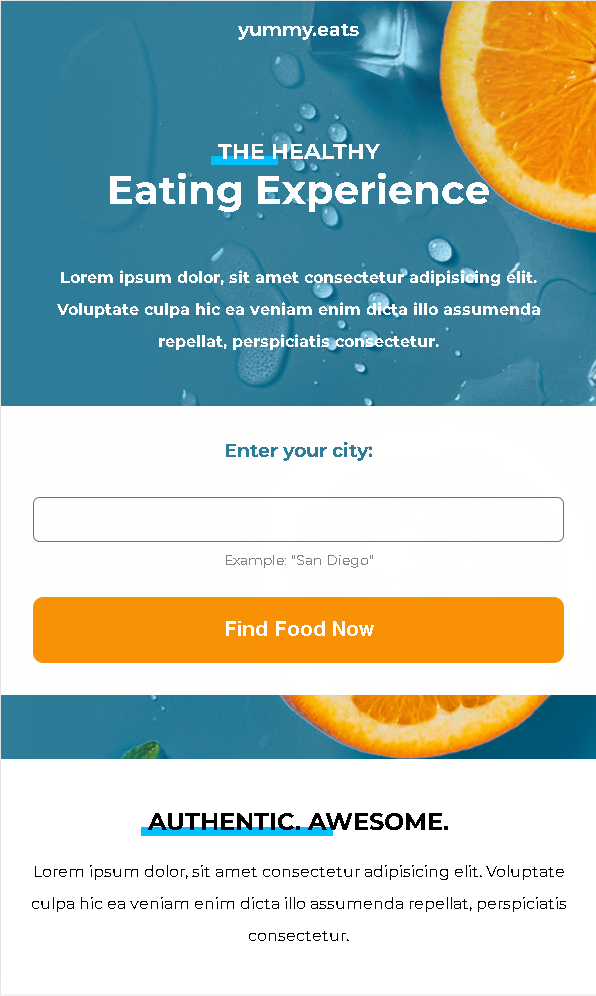 yummy.eats
THE HEALTHY
Eating Experience
Lorem ipsum dolor, sit amet consectetur adipisicing elit.
Voluptate culpa hic ea veniam enim dicta illo assumenda
repellat, perspiciatis consectetur.
Enter your city:
Example: "San Diego"
Find Food Now
AUTHENTIC. AWESOME.
Lorem ipsum dolor, sit amet consectetur adipisicing elit. Voluptate
culpa hic ea veniam enim dicta illo assumenda repellat, perspiciatis
consectetur.